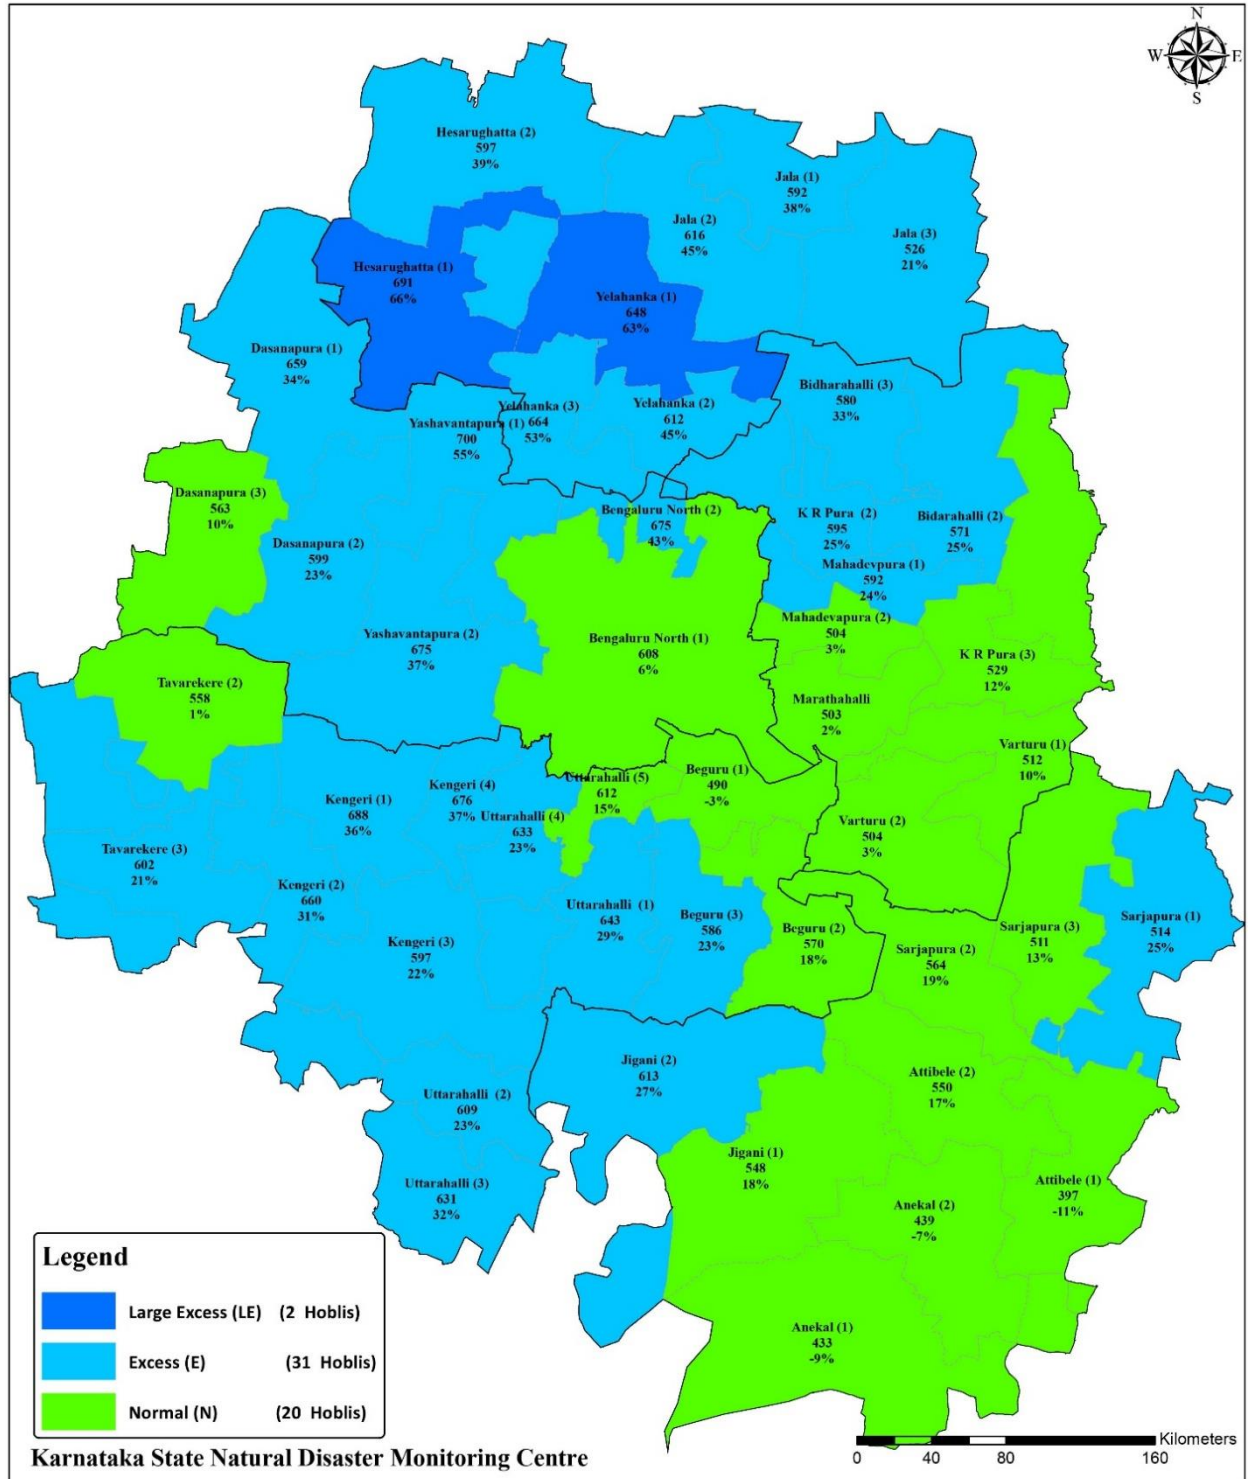 N
W E
S
Hesarughatta (2)
597
39%
Jala (1)
592
38%
Jala (2)
616
45%
Jala (3)
526
21%
Hesarughatta (1)
691
66%
Yelahanka (1)
648
63%
Dasanapura (1)
659
34%
Bidharahalli (3)
580
33%
Yelahanka (3)
664
53%
Yelahanka (2)
612
45%
Yashavantapura (1)
700
55%
Dasanapura (3)
563
10%
Bengaluru North (2)
675
43%
K R Pura (2)
595
25%
Bidarahalli (2)
571
25%
Dasanapura (2)
599
23%
Mahadevpura (1)
592
24%
Yashavantapura (2)
675
37%
Bengaluru North (1)
608
6%
Mahadevapura (2)
504
3%
K R Pura (3)
529
12%
Tavarekere (2)
558
1%
Marathahalli
503
2%
Varturu (1)
512
10%
Kengeri (1)
688
36%
Kengeri (4)
676
37%
Uttarahalli (5)
612
15%
Beguru (1)
490
-3%
Uttarahalli (4)
633
23%
Varturu (2)
504
3%
Tavarekere (3)
602
21%
Kengeri (2)
660
31%
Uttarahalli (1)
643
29%
Beguru (3)
586
23%
Beguru (2)
570
18%
Sarjapura (1)
514
25%
Kengeri (3)
597
22%
Sarjapura (2)
564
19%
Sarjapura (3)
511
13%
Jigani (2)
613
27%
Attibele (2)
550
17%
Uttarahalli (2)
609
23%
Jigani (1)
548
18%
Uttarahalli (3)
631
32%
Anekal (2)
439
-7%
Attibele (1)
397
-11%
Anekal (1)
433
-9%
Legend
Large Excess (LE) (2 Hoblis)
Excess (E) (31 Hoblis)
Normal (N) (20 Hoblis)
Karnataka State Natural Disaster Monitoring Centre
Kilometers
0 40 80 160